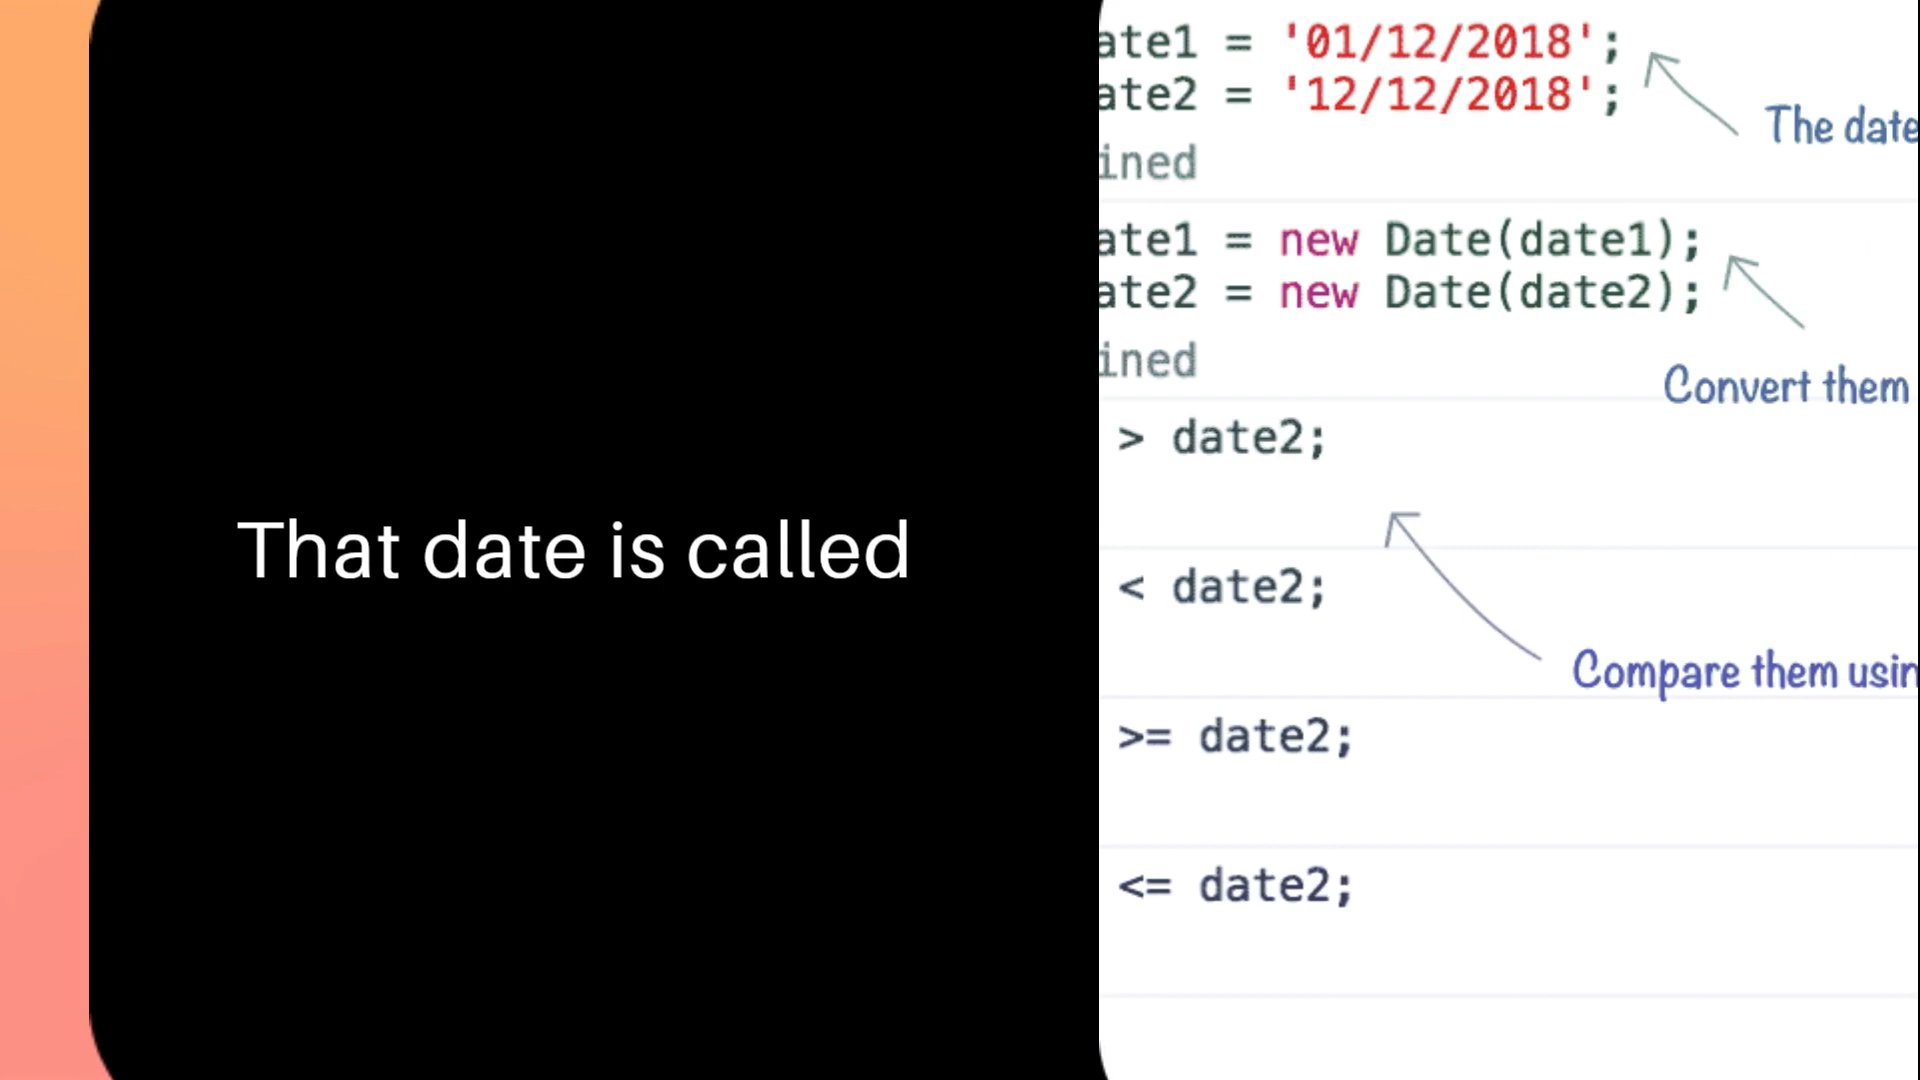 That date is called
ate1 = '01/12/2018';
ate2 = '12/12/2018';
The date
ined
ate1 = new Date(date1);
ate2 = new Date(date2);
ined
Convert them
> date2;
< date2;
Compare them usin
>= date2;
<= date2;